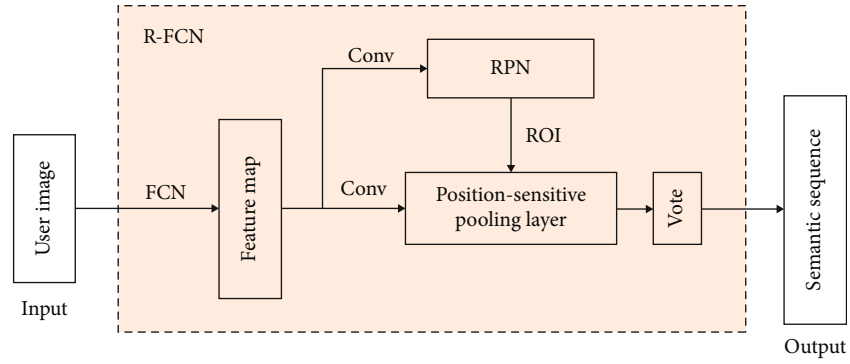 R-FCN
Conv
RPN
ROI
User image
FCN
Feature map
Conv
Position-sensitive
pooling layer
Vote
Semantic sequence
Input
Output